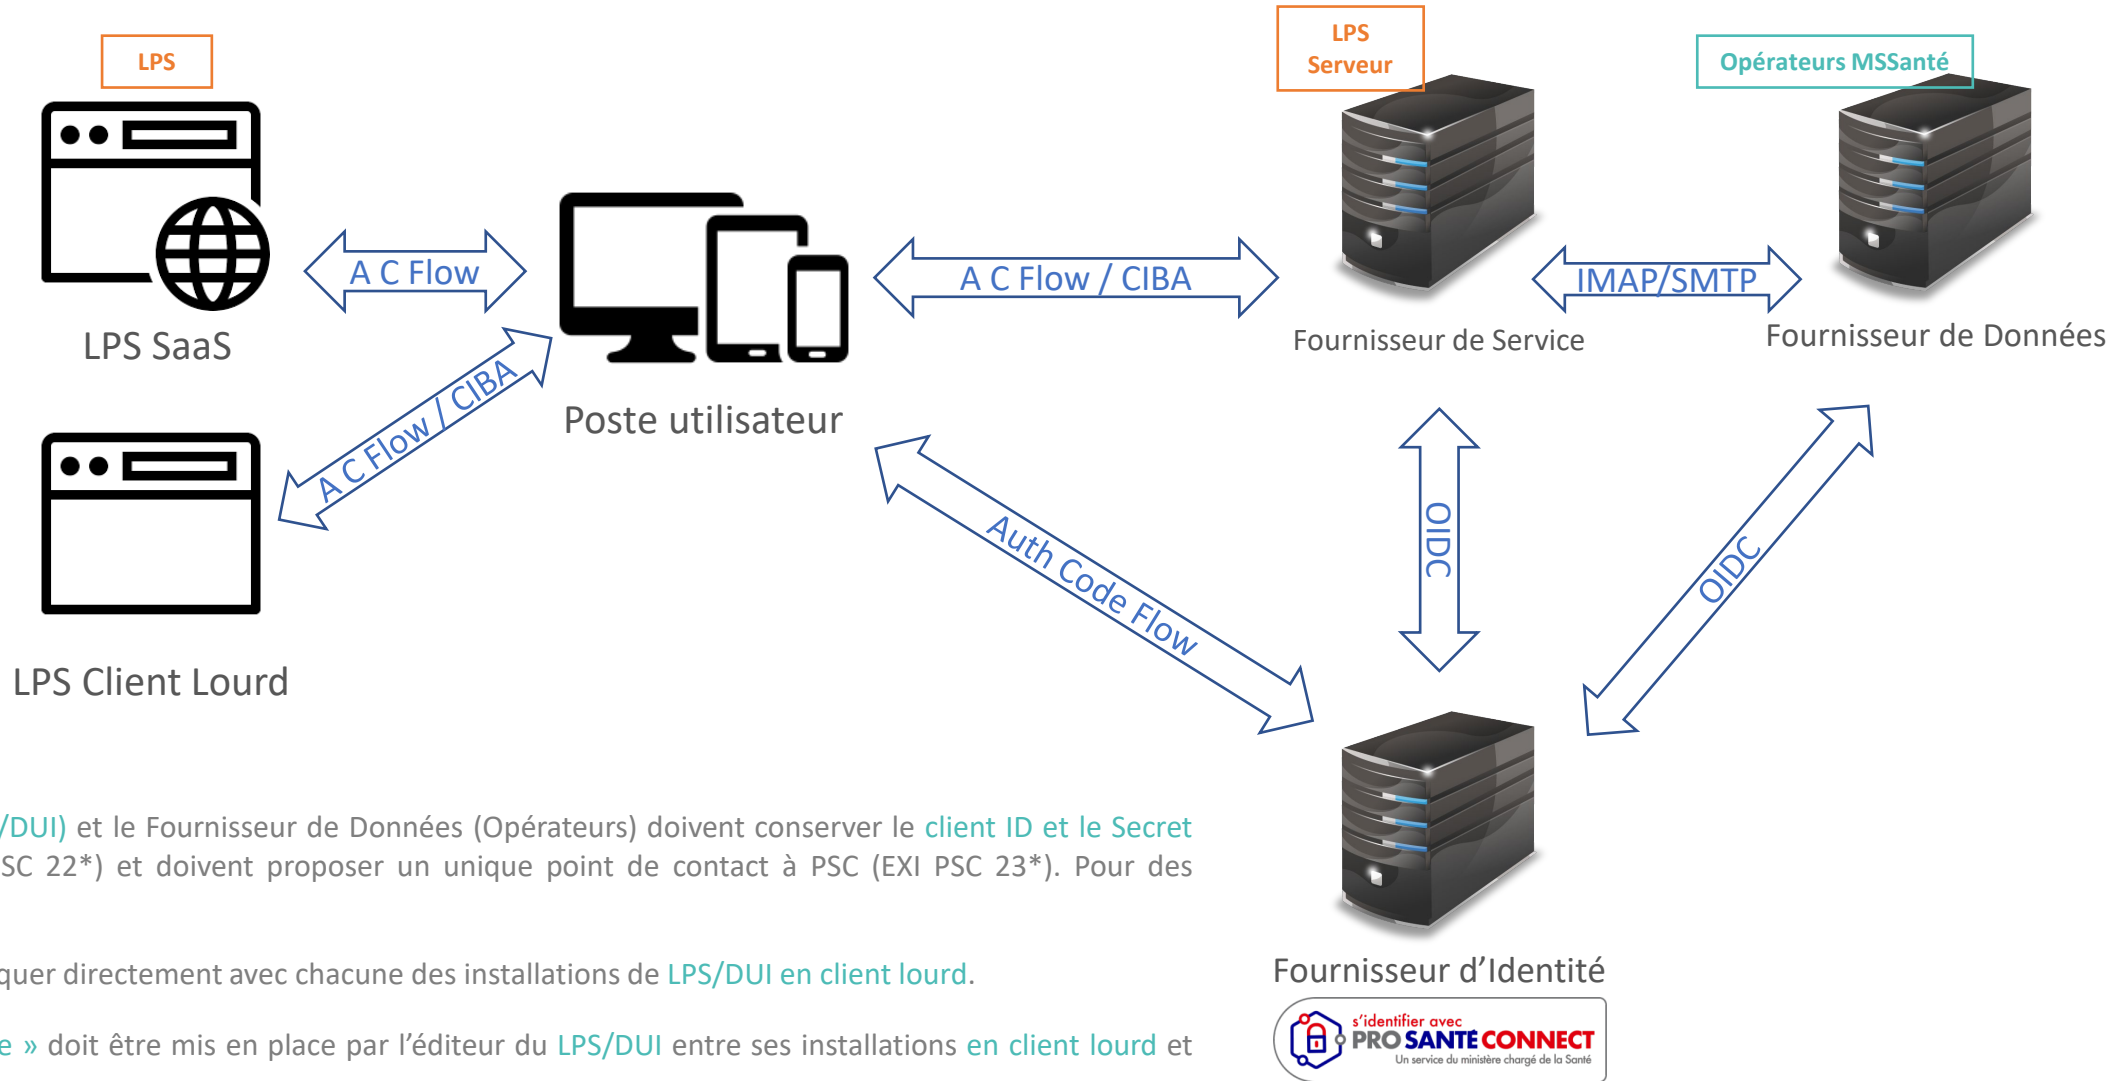 LPS
LPS
Serveur
Opérateurs MSSanté
A C Flow
A C Flow / CIBA
IMAP/SMTP
LPS SaaS
Fournisseur de Service
Fournisseur de Données
A C Flow / CIBA
Poste utilisateur
Auth Code Flow
OIDC
OIDC
LPS Client Lourd
/DUI) et le Fournisseur de Données (Opérateurs) doivent conserver le client ID et le Secret
SC 22*) et doivent proposer un unique point de contact à PSC (EXI PSC 23*). Pour des
quer directement avec chacune des installations de LPS/DUI en client lourd.
e » doit être mis en place par l’éditeur du LPS/DUI entre ses installations en client lourd et
Fournisseur d’Identité
s'identifier avec
PRO SANTÉ CONNECT
Un service du ministère chargé de la Santé